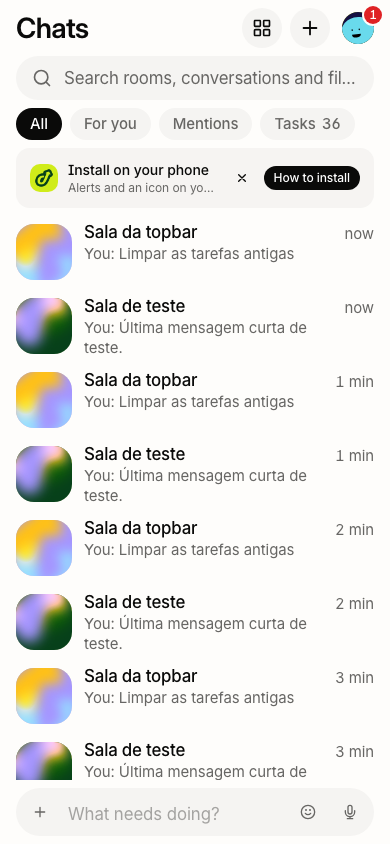 Chats
1
Search rooms, conversations and fil...
All
For you
Mentions
Tasks 36
Install on your phone
Alerts and an icon on yo...
How to install
Sala da topbar
now
You: Limpar as tarefas antigas
Sala de teste
now
You: Última mensagem curta de
teste.
Sala da topbar
1 min
You: Limpar as tarefas antigas
Sala de teste
1 min
You: Última mensagem curta de
teste.
Sala da topbar
2 min
You: Limpar as tarefas antigas
Sala de teste
2 min
You: Última mensagem curta de
teste.
Sala da topbar
3 min
You: Limpar as tarefas antigas
Sala de teste
3 min
You: Última mensagem curta de
What needs doing?